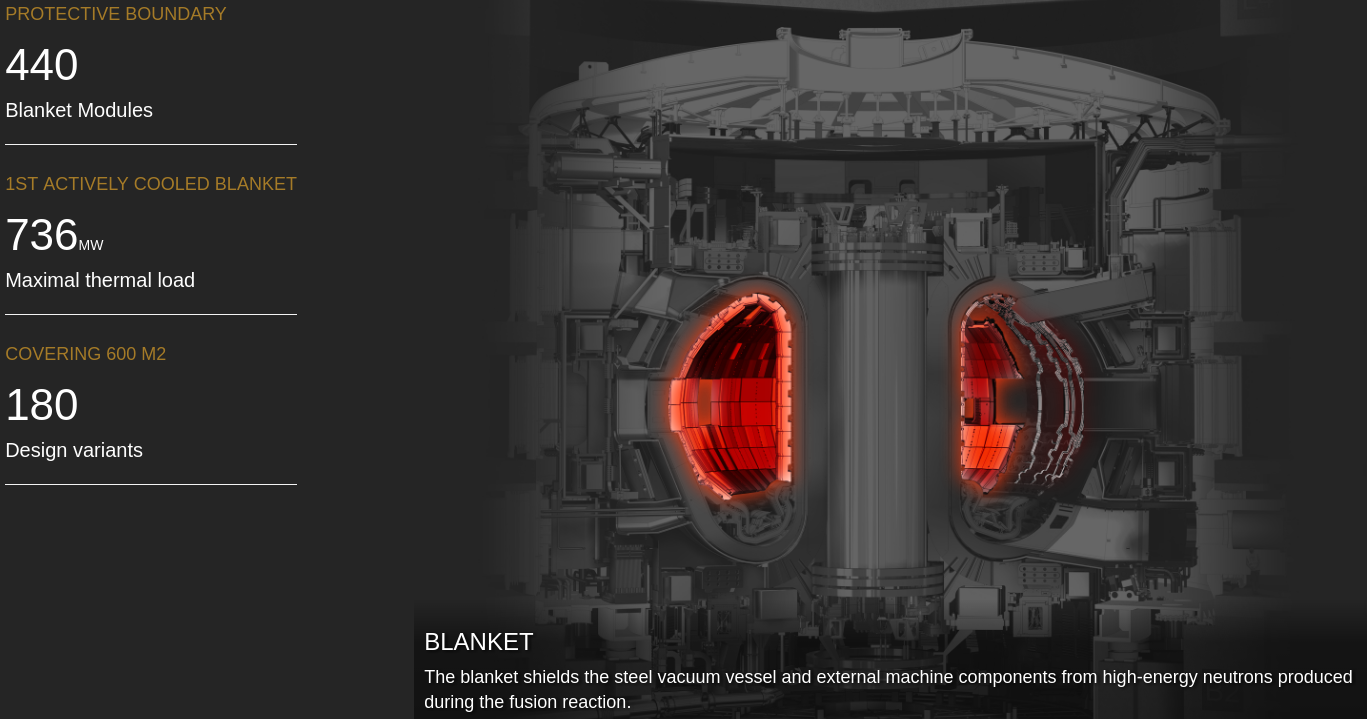 PROTECTIVE BOUNDARY
440
Blanket Modules
1ST ACTIVELY COOLED BLANKET
736MW
Maximal thermal load
COVERING 600 M2
180
Design variants
BLANKET
The blanket shields the steel vacuum vessel and external machine components from high-energy neutrons produced
during the fusion reaction.